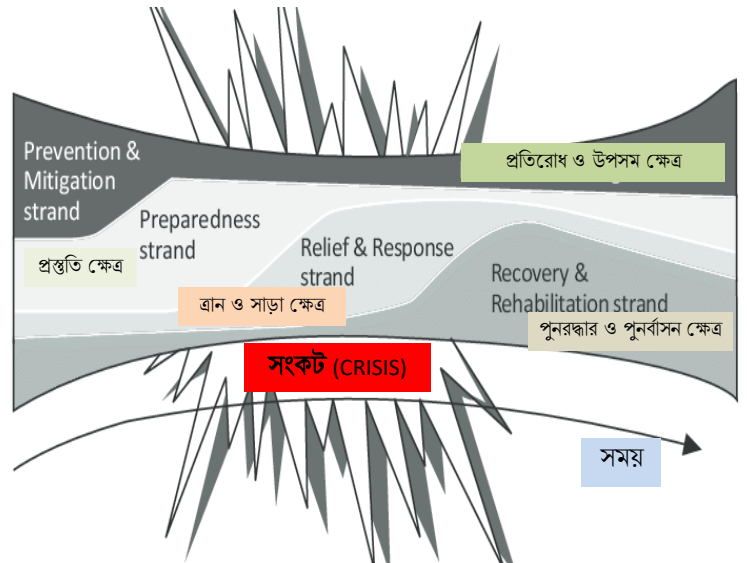 Prevention &
Mitigation
strand
প্রতিরোধ ও উপসম ক্ষেত্র
Preparedness
strand
প্রস্তুতি ক্ষেত্র
Relief & Response
strand
ত্রান ও সাড়া ক্ষেত্র
Recovery &
Rehabilitation strand
পুনরদ্ধার ও পুনর্বাসন ক্ষেত্র
সংকট (CRISIS)
সময়